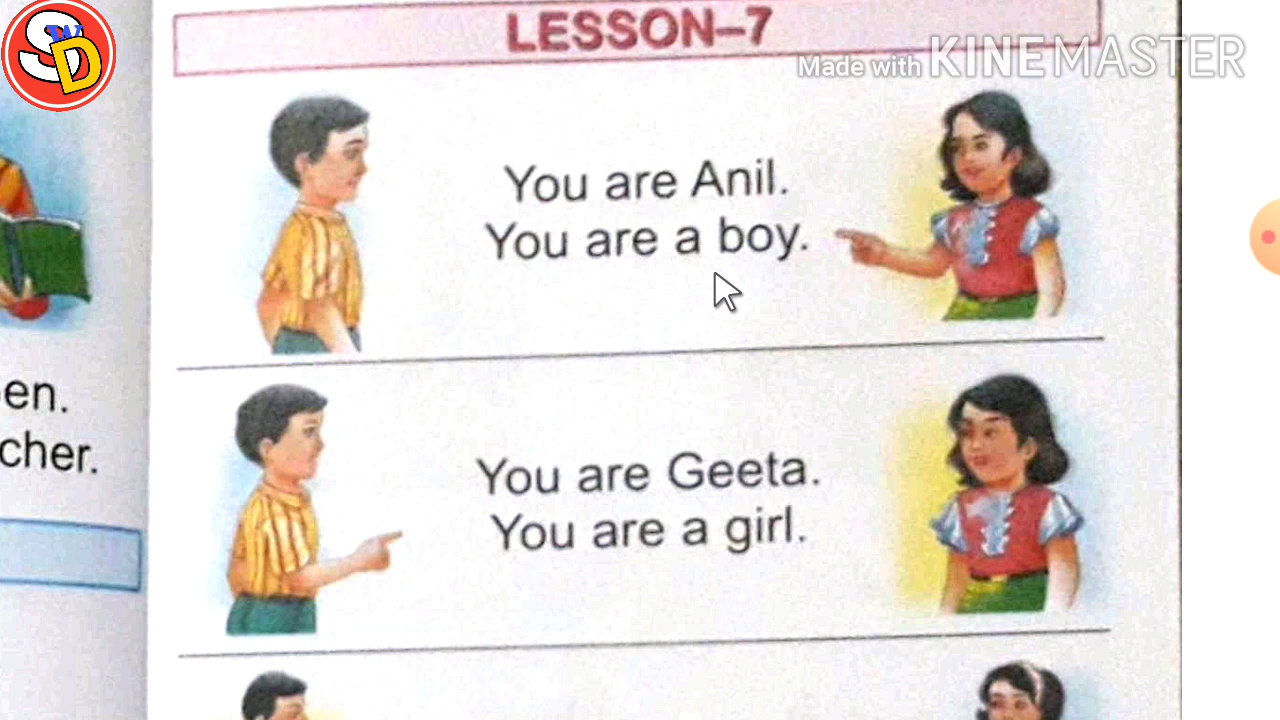 SWD
Made with KINEMASTER
LESSON–7
You are Anil.
You are a boy.
en.
cher.
You are Geeta.
You are a girl.